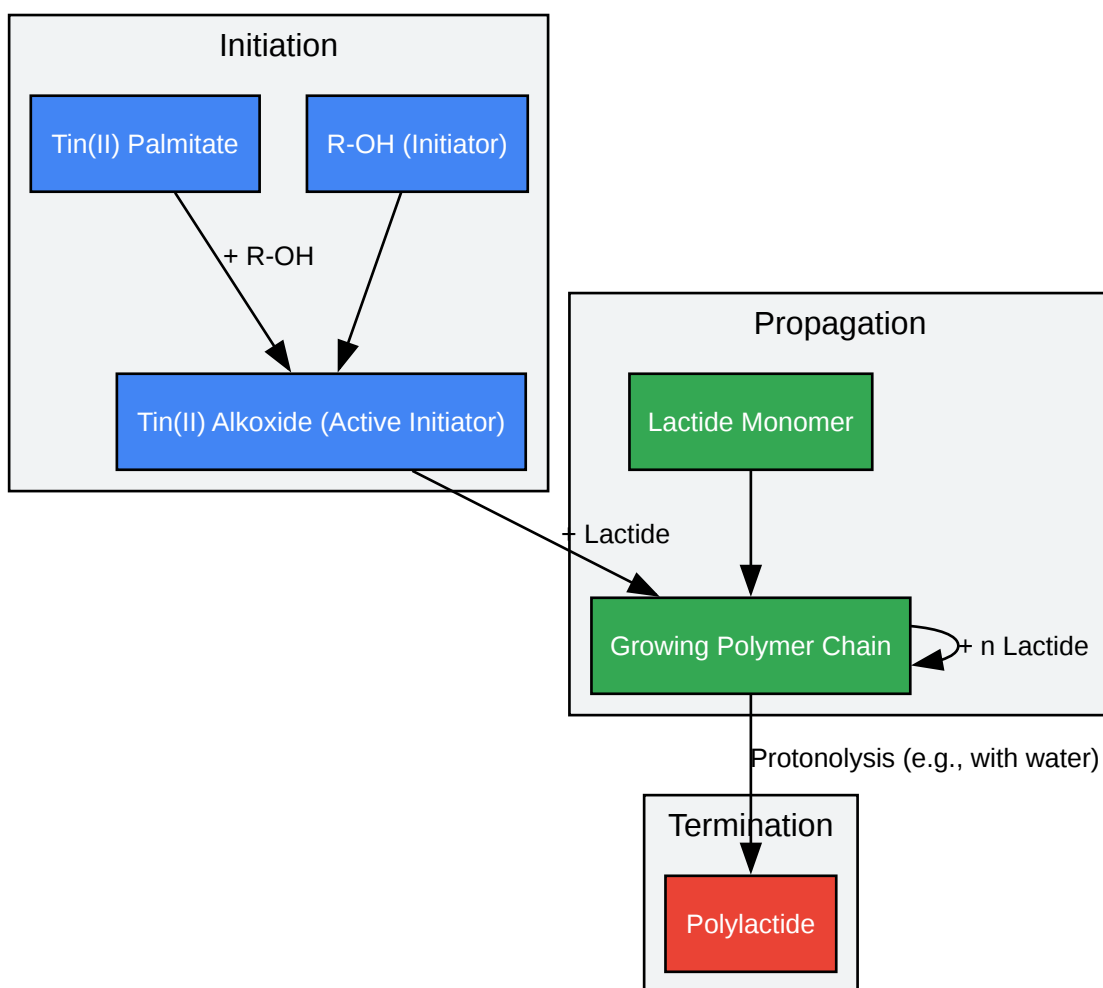 Initiation
Tin(II) Palmitate
R-OH (Initiator)
+ R-OH
Tin(II) Alkoxide (Active Initiator)
Propagation
Lactide Monomer
+ Lactide
Growing Polymer Chain
+ n Lactide
Protonolysis (e.g., with water)
Termination
Polylactide